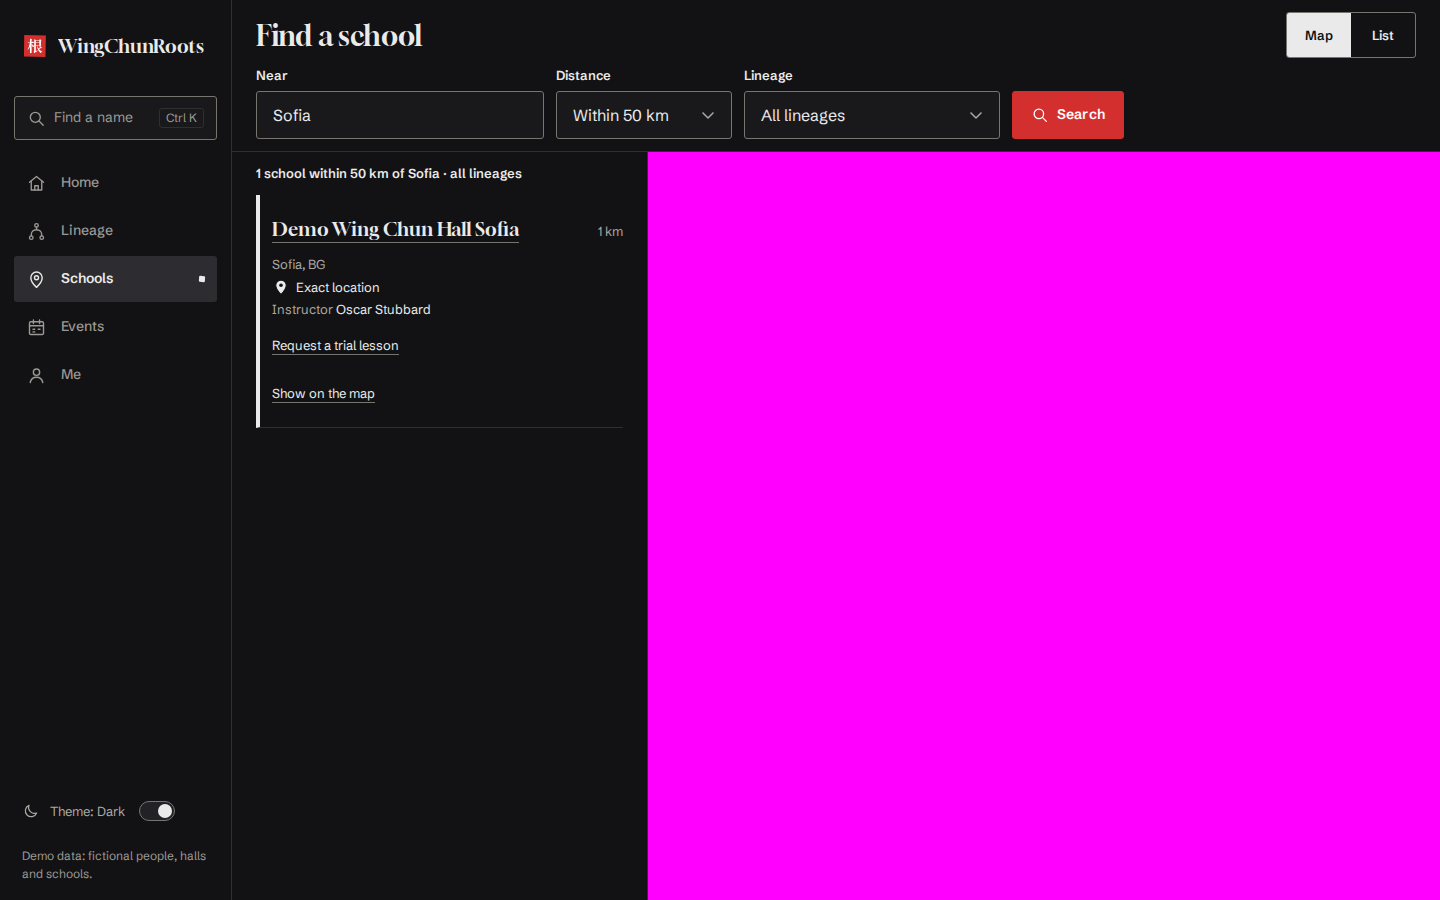 根 WingChunRoots
Find a name Ctrl K
Home
Lineage
Schools
Events
Me
Theme: Dark
Demo data: fictional people, halls
and schools.
Find a school
Map List
Near Distance Lineage
Sofia Within 50 km All lineages Search
1 school within 50 km of Sofia · all lineages
Demo Wing Chun Hall Sofia 1 km
Sofia, BG
Exact location
Instructor Oscar Stubbard
Request a trial lesson
Show on the map